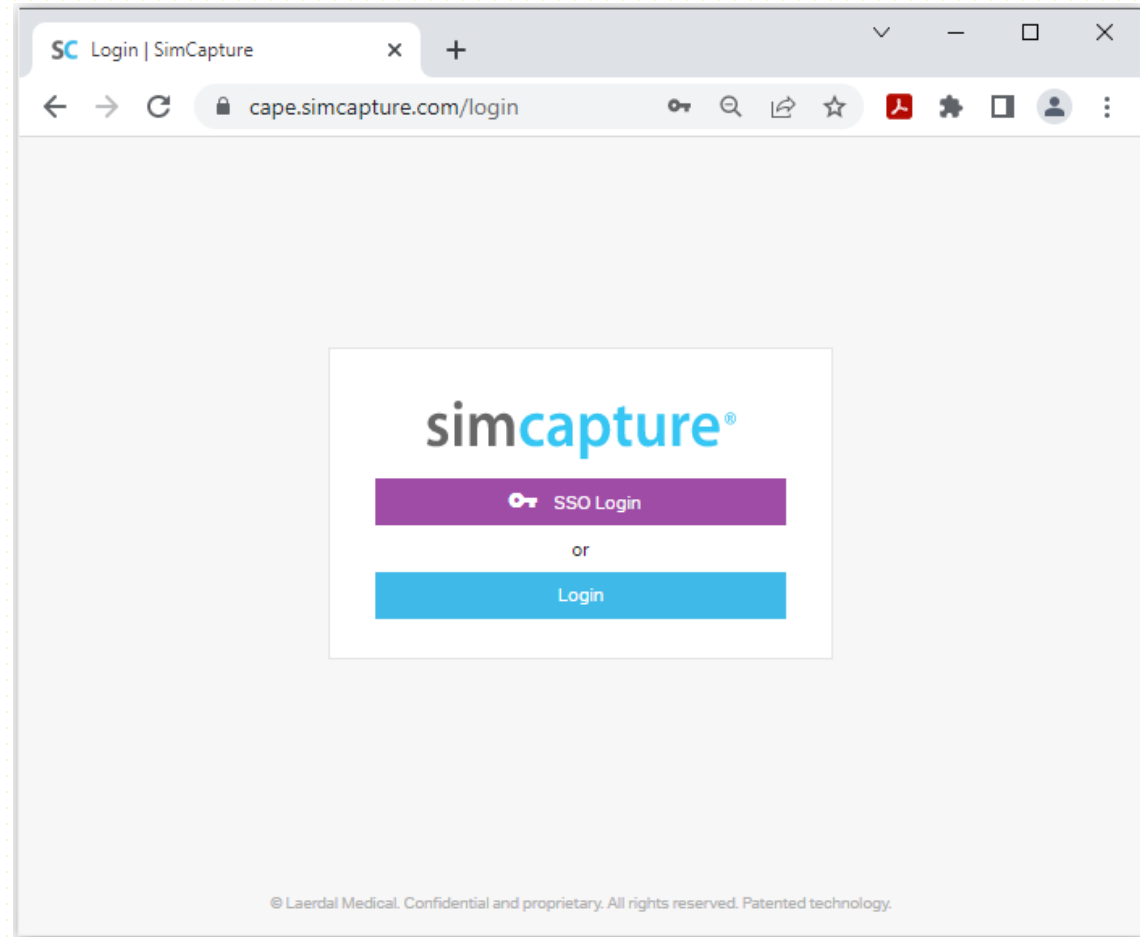 SC Login | SimCapture
cape.simcapture.com/login
simcapture®
SSO Login
or
Login
© Laerdal Medical. Confidential and proprietary. All rights reserved. Patented technology.